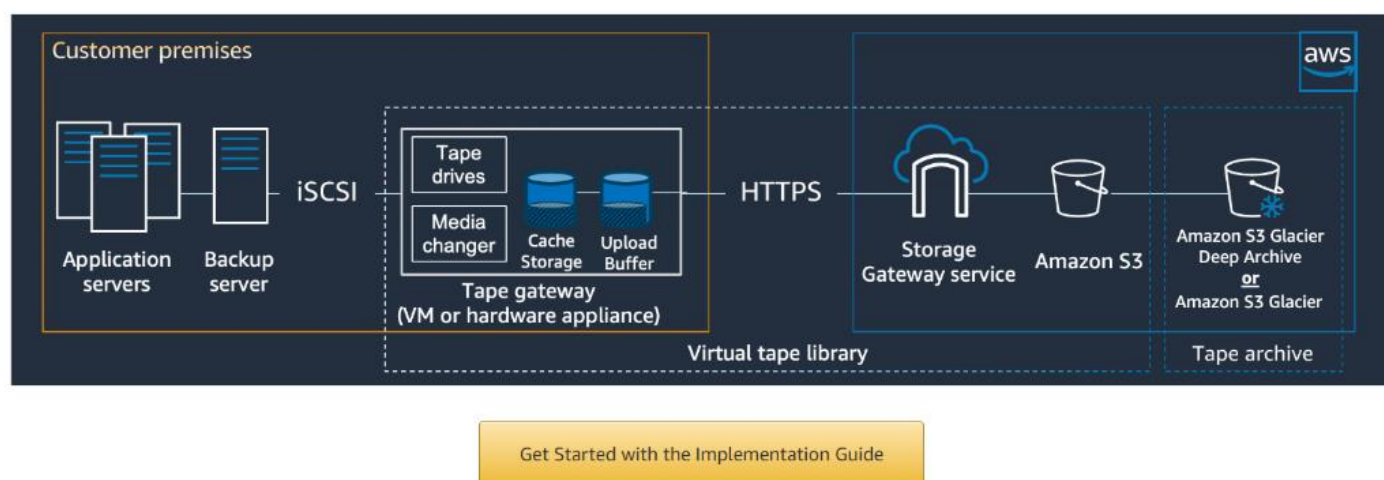 Customer premises
aws
Application
servers
Backup
server
iSCSI
Tape
drives
Media
changer
Cache
Storage
Upload
Buffer
Tape gateway
(VM or hardware appliance)
HTTPS
Storage
Gateway service
Amazon S3
Amazon S3 Glacier
Deep Archive
or
Amazon S3 Glacier
Virtual tape library
Tape archive
Get Started with the Implementation Guide